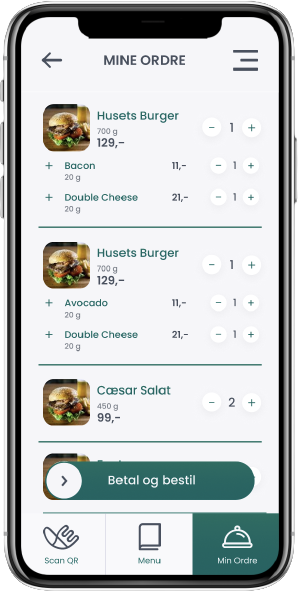 MINE ORDRE
Husets Burger
700 g
129,-
- 1 +
+ Bacon 11,- - 1 +
20 g
+ Double Cheese 21,- - 1 +
20 g
Husets Burger
700 g
129,-
- 1 +
+ Avocado 11,- - 1 +
20 g
+ Double Cheese 21,- - 1 +
20 g
Cæsar Salat
450 g
99,-
- 2 +
Betal og bestil
Scan QR
Menu
Min Ordre